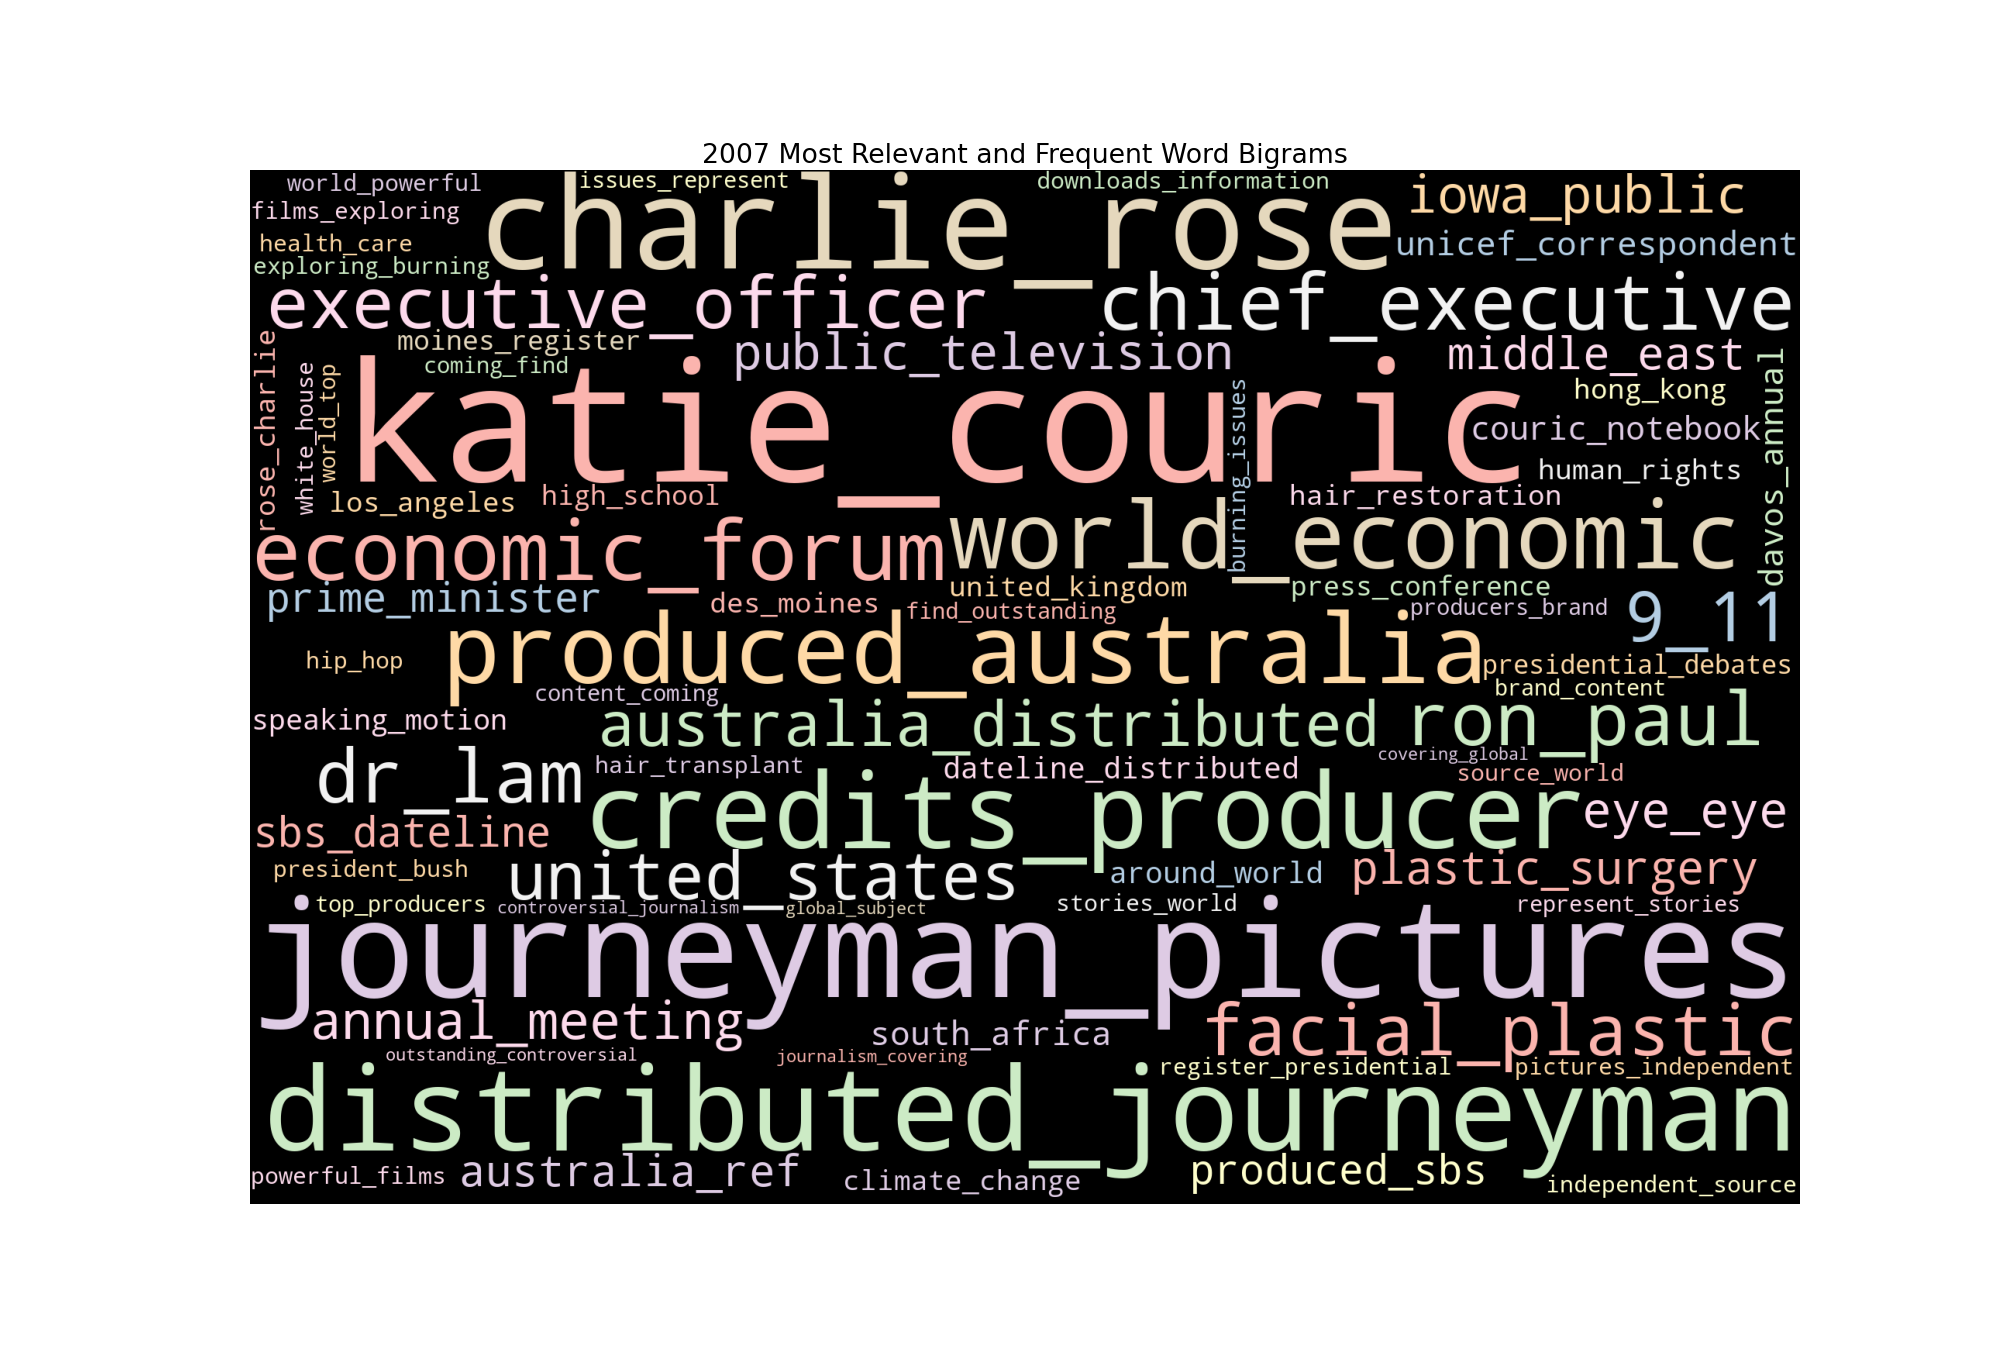 2007 Most Relevant and Frequent Word Bigrams
world_powerful
issues_represent
downloads_information
charlie_rose
iowa_public
films_exploring
health_care
unicef_correspondent
exploring_burning
executive_officer
chief_executive
moines_register
public_television
middle_east
coming_find
rose_charlie
white_house
world_top
katie_couric
burning_issues
hong_kong
davos_annual
couric_notebook
human_rights
los_angeles
high_school
hair_restoration
economic_forum
world_economic
prime_minister
united_kingdom
press_conference
des_moines
find_outstanding
producers_brand
9_11
hip_hop
produced_australia
presidential_debates
content_coming
brand_content
speaking_motion
australia_distributed
ron_paul
dr_lam
hair_transplant
dateline_distributed
covering_global
source_world
credits_producer
eye_eye
sbs_dateline
president_bush
united_states
around_world
plastic_surgery
top_producers
controversial_journalism
global_subject
stories_world
represent_stories
journeyman_pictures
annual_meeting
south_africa
facial_plastic
outstanding_controversial
journalism_covering
register_presidential
pictures_independent
distributed_journeyman
powerful_films
australia_ref
climate_change
produced_sbs
independent_source